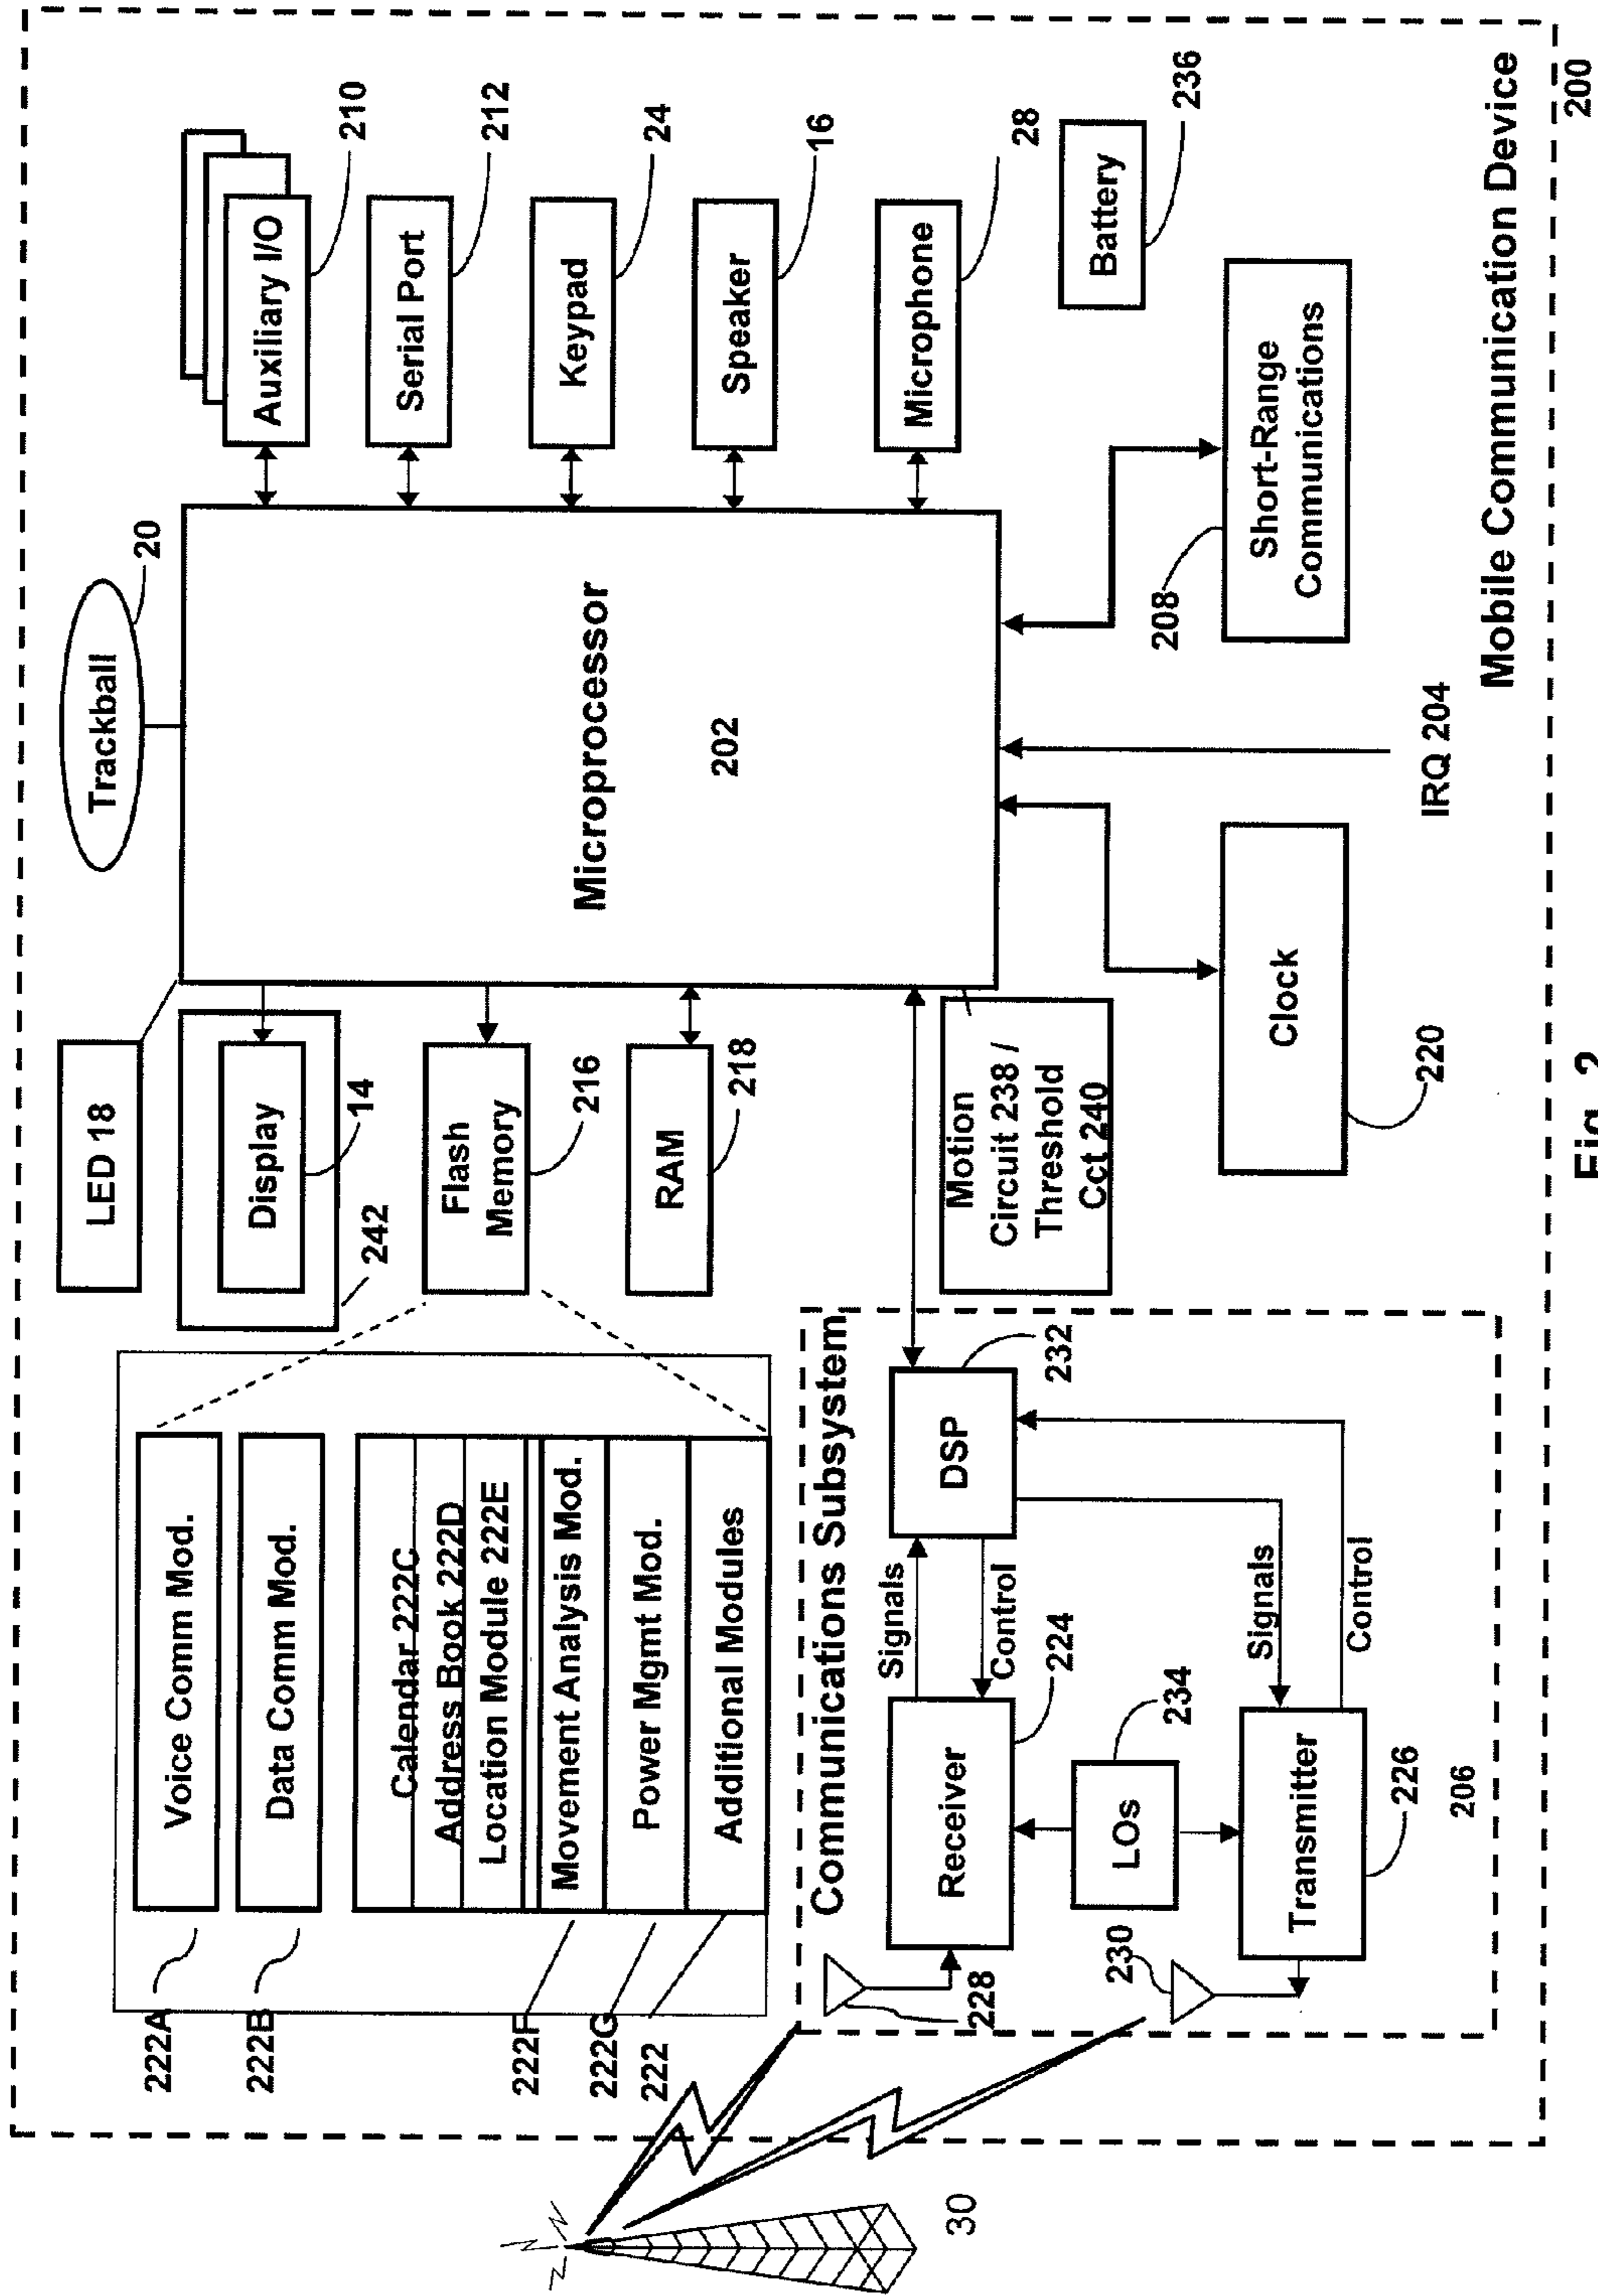 Trackball
20
LED 18
Display
14
242
Flash
Memory
216
RAM
218
Motion
Circuit 238 /
Threshold
Cct 240
Microprocessor
202
Auxiliary I/O
210
Serial Port
212
Keypad
24
Speaker
16
Microphone
28
Battery
236
Short-Range
Communications
208
IRQ 204
Clock
220
Voice Comm Mod.
222A
Data Comm Mod.
222B
Calendar 222C
Address Book 222D
Location Module 222E
Movement Analysis Mod.
222F
Power Mgmt Mod.
222G
Additional Modules
222
Communications Subsystem
DSP
232
Signals
Control
Receiver
224
228
LOs
234
230
Signals
Control
Transmitter
226
206
30
Mobile Communication Device
200
Fig. 2